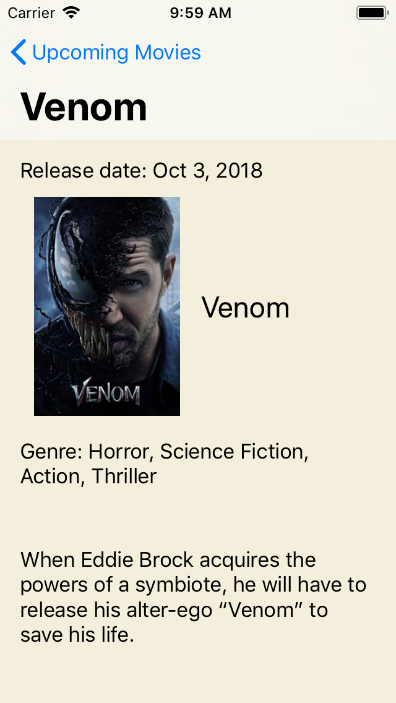 Carrier 9:59 AM
Upcoming Movies
Venom
Release date: Oct 3, 2018
VENOM
Venom
Genre: Horror, Science Fiction,
Action, Thriller
When Eddie Brock acquires the
powers of a symbiote, he will have to
release his alter-ego “Venom” to
save his life.